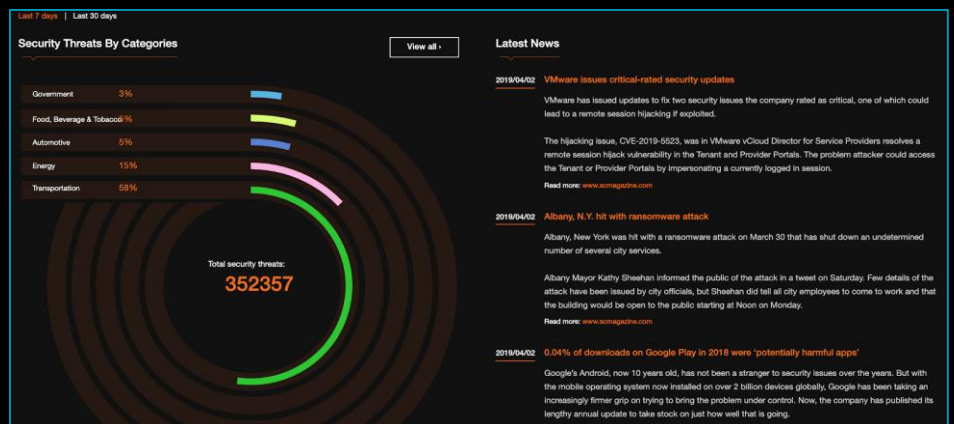 Last 7 days | Last 30 days
Security Threats By Categories
View all ›
Government 3%
Food, Beverage & Tobacco 6%
Automotive 5%
Energy 15%
Transportation 58%
Total security threats:
352357
Latest News
2019/04/02 VMware issues critical-rated security updates
VMware has issued updates to fix two security issues the company rated as critical, one of which could
lead to a remote session hijacking if exploited.
The hijacking issue, CVE-2019-5523, was in VMware vCloud Director for Service Providers resolves a
remote session hijack vulnerability in the Tenant and Provider Portals. The problem attacker could access
the Tenant or Provider Portals by impersonating a currently logged in session.
Read more: www.scmagazine.com
2019/04/02 Albany, N.Y. hit with ransomware attack
Albany, New York was hit with a ransomware attack on March 30 that has shut down an undetermined
number of several city services.
Albany Mayor Kathy Sheehan informed the public of the attack in a tweet on Saturday. Few details of the
attack have been issued by city officials, but Sheehan did tell all city employees to come to work and that
the building would be open to the public starting at Noon on Monday.
Read more: www.scmagazine.com
2019/04/02 0.04% of downloads on Google Play in 2018 were ‘potentially harmful apps’
Google's Android, now 10 years old, has not been a stranger to security issues over the years. But with
the mobile operating system now installed on over 2 billion devices globally, Google has been taking an
increasingly firmer grip on trying to bring the problem under control. Now, the company has published its
lengthy annual update to take stock on just how well that is going.